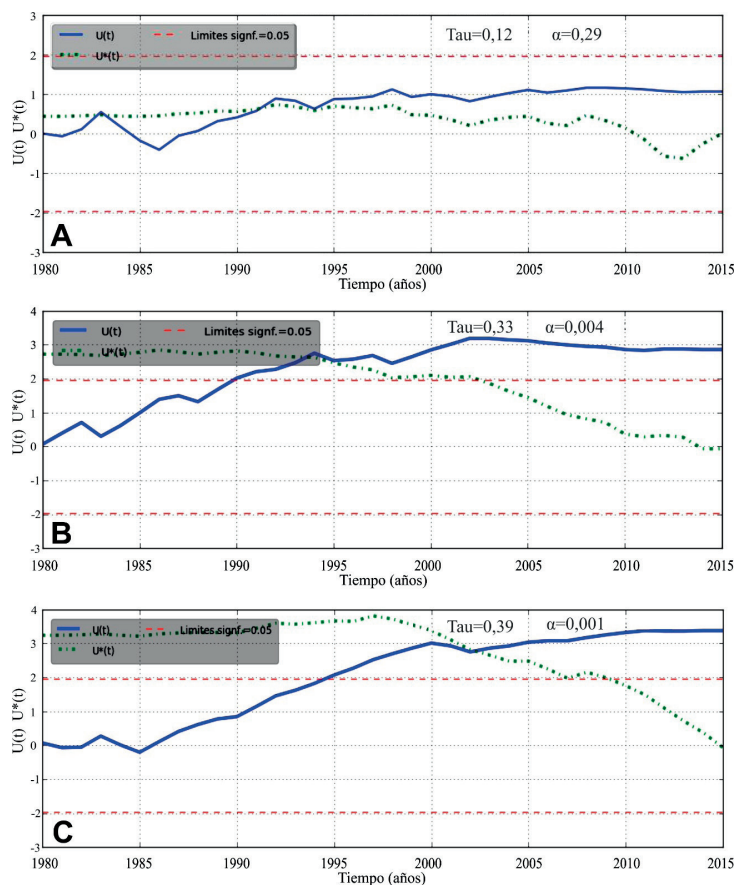 3
U(t)
Limites signf.=0.05
U*(t)
Tau=0,12 α=0,29
2
1
0
-1
-2
-3
U(t) U*(t)
A
1980 1985 1990 1995 2000 2005 2010 2015
Tiempo (años)
4
U(t)
Limites signf.=0.05
U*(t)
Tau=0,33 α=0,004
3
2
1
0
-1
-2
-3
U(t) U*(t)
B
1980 1985 1990 1995 2000 2005 2010 2015
Tiempo (años)
4
U(t)
Limites signf.=0.05
U*(t)
Tau=0,39 α=0,001
3
2
1
0
-1
-2
-3
U(t) U*(t)
C
1980 1985 1990 1995 2000 2005 2010 2015
Tiempo (años)